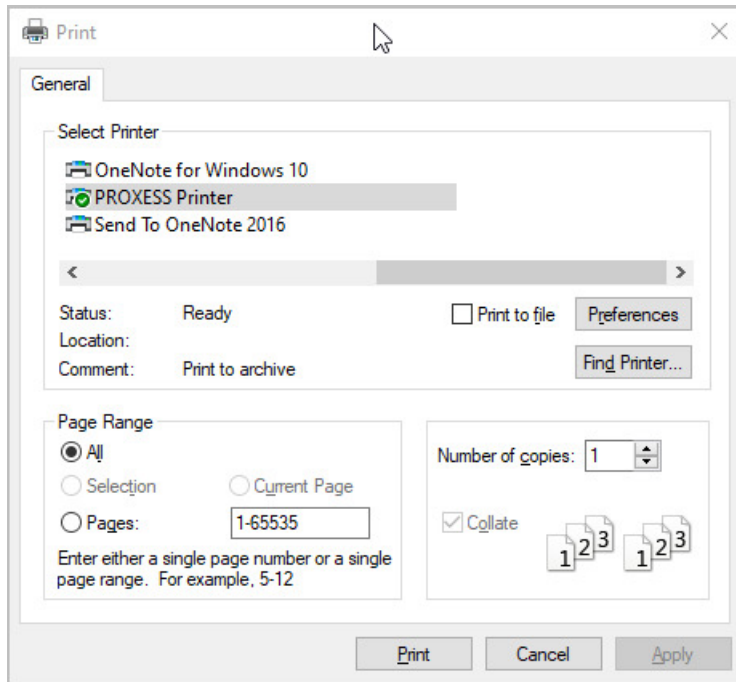 Print
General
Select Printer
OneNote for Windows 10
PROXESS Printer
Send To OneNote 2016
Status: Ready
Print to file
Preferences
Location:
Comment: Print to archive
Find Printer...
Page Range
All
Selection
Current Page
Pages: 1-65535
Enter either a single page number or a single
page range. For example, 5-12
Number of copies: 1
Collate
1 2 3 1 2 3
Print
Cancel
Apply